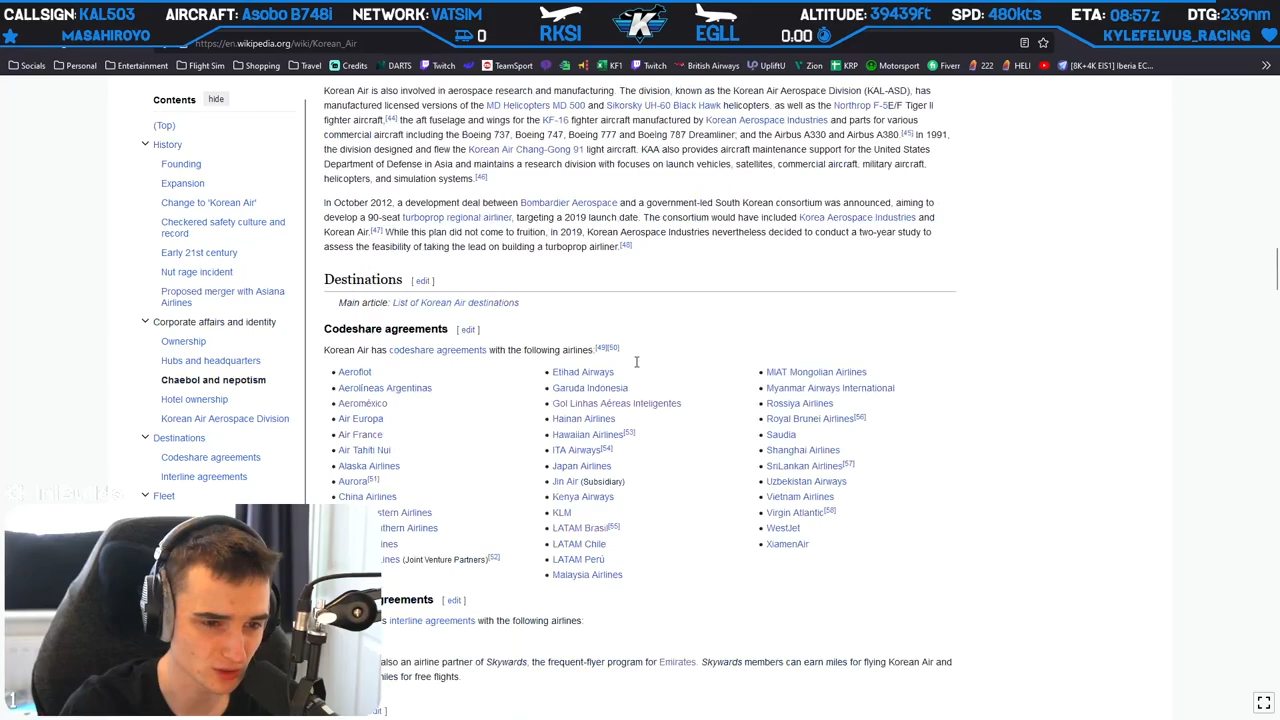 CALLSIGN: KAL503 AIRCRAFT: Asobo B748i NETWORK: VATSIM ALTITUDE: 39439ft SPD: 480kts ETA: 08:57z DTG: 239nm
MASAHIROYO 0 RKSI EGLL 0.00 KYLEFELVUS_RACING
https://en.wikipedia.org/wiki/Korean_Air
Socials Personal Entertainment Flight Sim Shopping Travel Credits DARTS Twitch TeamSport KF1 Twitch British Airways UpliftU Zion KRP Motorsport Fiverr 222 HELI [8K+4K EIS1] Iberia EC...
Contents hide
(Top)
History
Founding
Expansion
Change to 'Korean Air'
Checkered safety culture and
record
Early 21st century
Nut rage incident
Proposed merger with Asiana
Airlines
Corporate affairs and identity
Ownership
Hubs and headquarters
Chaebol and nepotism
Hotel ownership
Korean Air Aerospace Division
Destinations
Codeshare agreements
Interline agreements
Fleet
Korean Air is also involved in aerospace research and manufacturing. The division, known as the Korean Air Aerospace Division (KAL-ASD), has
manufactured licensed versions of the MD Helicopters MD 500 and Sikorsky UH-60 Black Hawk helicopters, as well as the Northrop F-5E/F Tiger II
fighter aircraft,[44] the aft fuselage and wings for the KF-16 fighter aircraft manufactured by Korean Aerospace Industries and parts for various
commercial aircraft including the Boeing 737, Boeing 747, Boeing 777 and Boeing 787 Dreamliner; and the Airbus A330 and Airbus A380.[45] In 1991,
the division designed and flew the Korean Air Chang-Gong 91 light aircraft. KAA also provides aircraft maintenance support for the United States
Department of Defense in Asia and maintains a research division with focuses on launch vehicles, satellites, commercial aircraft, military aircraft,
helicopters, and simulation systems.[46]
In October 2012, a development deal between Bombardier Aerospace and a government-led South Korean consortium was announced, aiming to
develop a 90-seat turboprop regional airliner, targeting a 2019 launch date. The consortium would have included Korea Aerospace Industries and
Korean Air.[47] While this plan did not come to fruition, in 2019, Korean Aerospace Industries nevertheless decided to conduct a two-year study to
assess the feasibility of taking the lead on building a turboprop airliner.[48]
Destinations [ edit ]
Main article: List of Korean Air destinations
Codeshare agreements [ edit ]
Korean Air has codeshare agreements with the following airlines:[49][50]
Aeroflot
Aerolíneas Argentinas
Aeroméxico
Air Europa
Air France
Air Tahiti Nui
Alaska Airlines
Aurora[51]
China Airlines
stern Airlines
thern Airlines
ines
ines (Joint Venture Partners)[52]
Etihad Airways
Garuda Indonesia
Gol Linhas Aéreas Inteligentes
Hainan Airlines
Hawaiian Airlines[53]
ITA Airways[54]
Japan Airlines
Jin Air (Subsidiary)
Kenya Airways
KLM
LATAM Brasil[55]
LATAM Chile
LATAM Perú
Malaysia Airlines
MIAT Mongolian Airlines
Myanmar Airways International
Rossiya Airlines
Royal Brunei Airlines[56]
Saudia
Shanghai Airlines
SriLankan Airlines[57]
Uzbekistan Airways
Vietnam Airlines
Virgin Atlantic[58]
WestJet
XiamenAir
greements [ edit ]
s interline agreements with the following airlines:
also an airline partner of Skywards, the frequent-flyer program for Emirates. Skywards members can earn miles for flying Korean Air and
miles for free flights.
dit ]
1